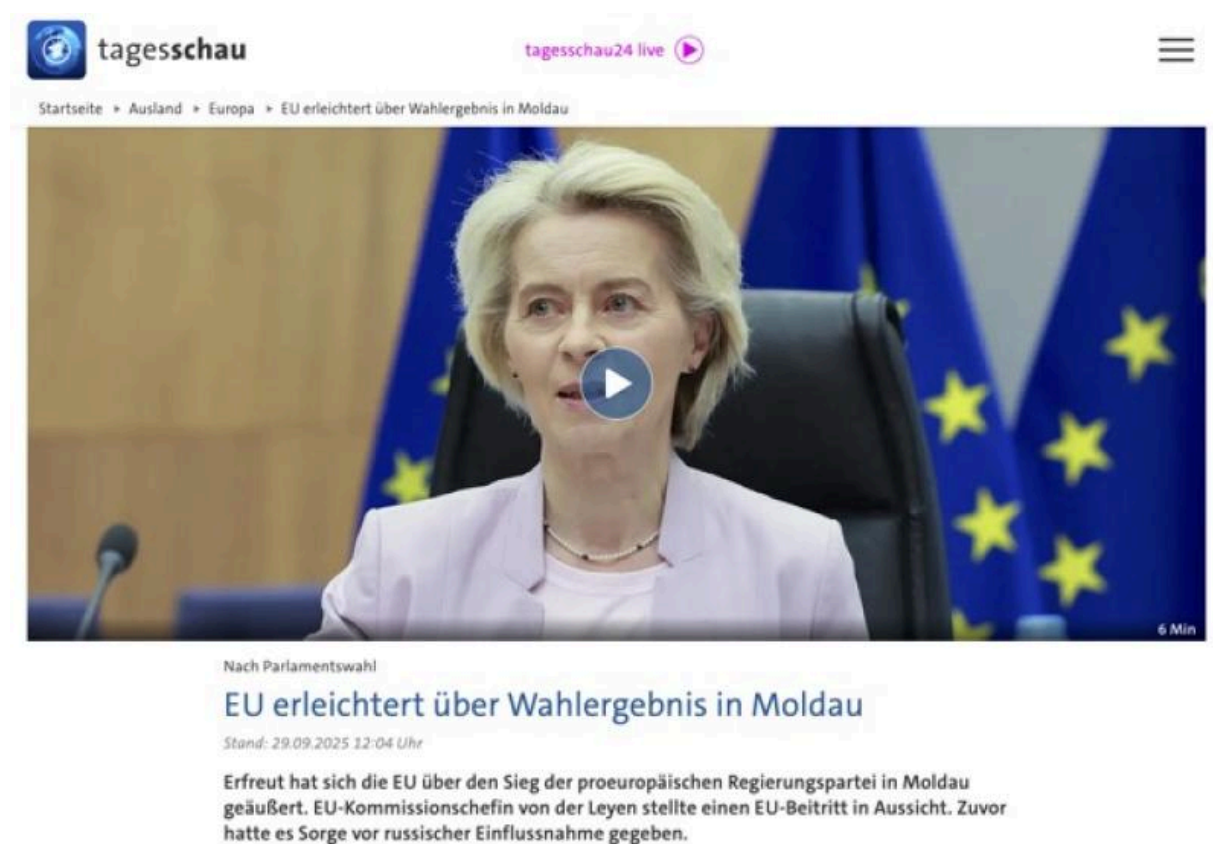 tagesschau
tagesschau24 live
Startseite ▸ Ausland ▸ Europa ▸ EU erleichtert über Wahlergebnis in Moldau
6 Min
Nach Parlamentswahl
EU erleichtert über Wahlergebnis in Moldau
Stand: 29.09.2025 12:04 Uhr
Erfreut hat sich die EU über den Sieg der proeuropäischen Regierungspartei in Moldau
geäußert. EU-Kommissionschefin von der Leyen stellte einen EU-Beitritt in Aussicht. Zuvor
hatte es Sorge vor russischer Einflussnahme gegeben.